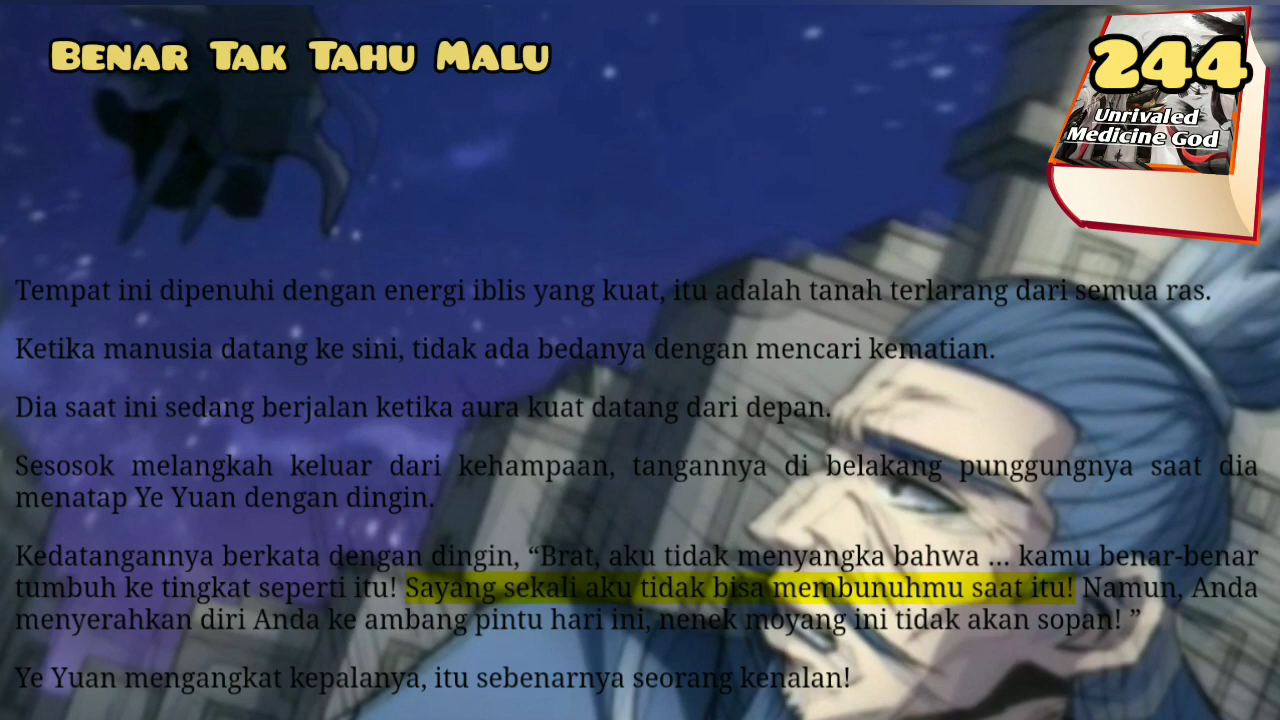 Benar Tak Tahu Malu
244
Unrivaled
Medicine God
Tempat ini dipenuhi dengan energi iblis yang kuat, itu adalah tanah terlarang dari semua ras.
Ketika manusia datang ke sini, tidak ada bedanya dengan mencari kematian.
Dia saat ini sedang berjalan ketika aura kuat datang dari depan.
Sesosok melangkah keluar dari kehampaan, tangannya di belakang punggungnya saat dia
menatap Ye Yuan dengan dingin.
Kedatangannya berkata dengan dingin, “Brat, aku tidak menyangka bahwa ... kamu benar-benar
tumbuh ke tingkat seperti itu! Sayang sekali aku tidak bisa membunuhmu saat itu! Namun, Anda
menyerahkan diri Anda ke ambang pintu hari ini, nenek moyang ini tidak akan sopan! ”
Ye Yuan mengangkat kepalanya, itu sebenarnya seorang kenalan!